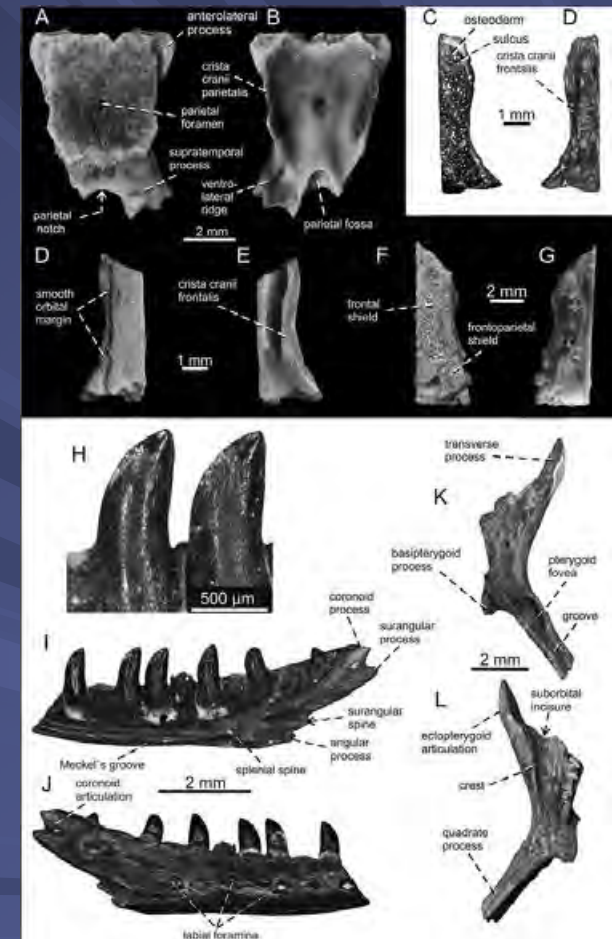 A
anterolateral
process
B
C
osteoderm
D
sulcus
crista cranii
frontalis
1 mm
crista
cranii
parietalis
parietal
foramen
supratemporal
process
ventro-
lateral
ridge
parietal
notch
parietal fossa
2 mm
D
E
F
G
smooth
orbital
margin
crista cranii
frontalis
1 mm
frontal
shield
2 mm
frontoparietal
shield
H
500 µm
transverse
process
K
basipterygoid
process
pterygoid
fovea
groove
2 mm
coronoid
process
surangular
process
I
surangular
spine
angular
process
Meckel´s groove
splenial spine
L
suborbital
incisure
ectopterygoid
articulation
crest
quadrate
process
J
coronoid
articulation
2 mm
labial foramina